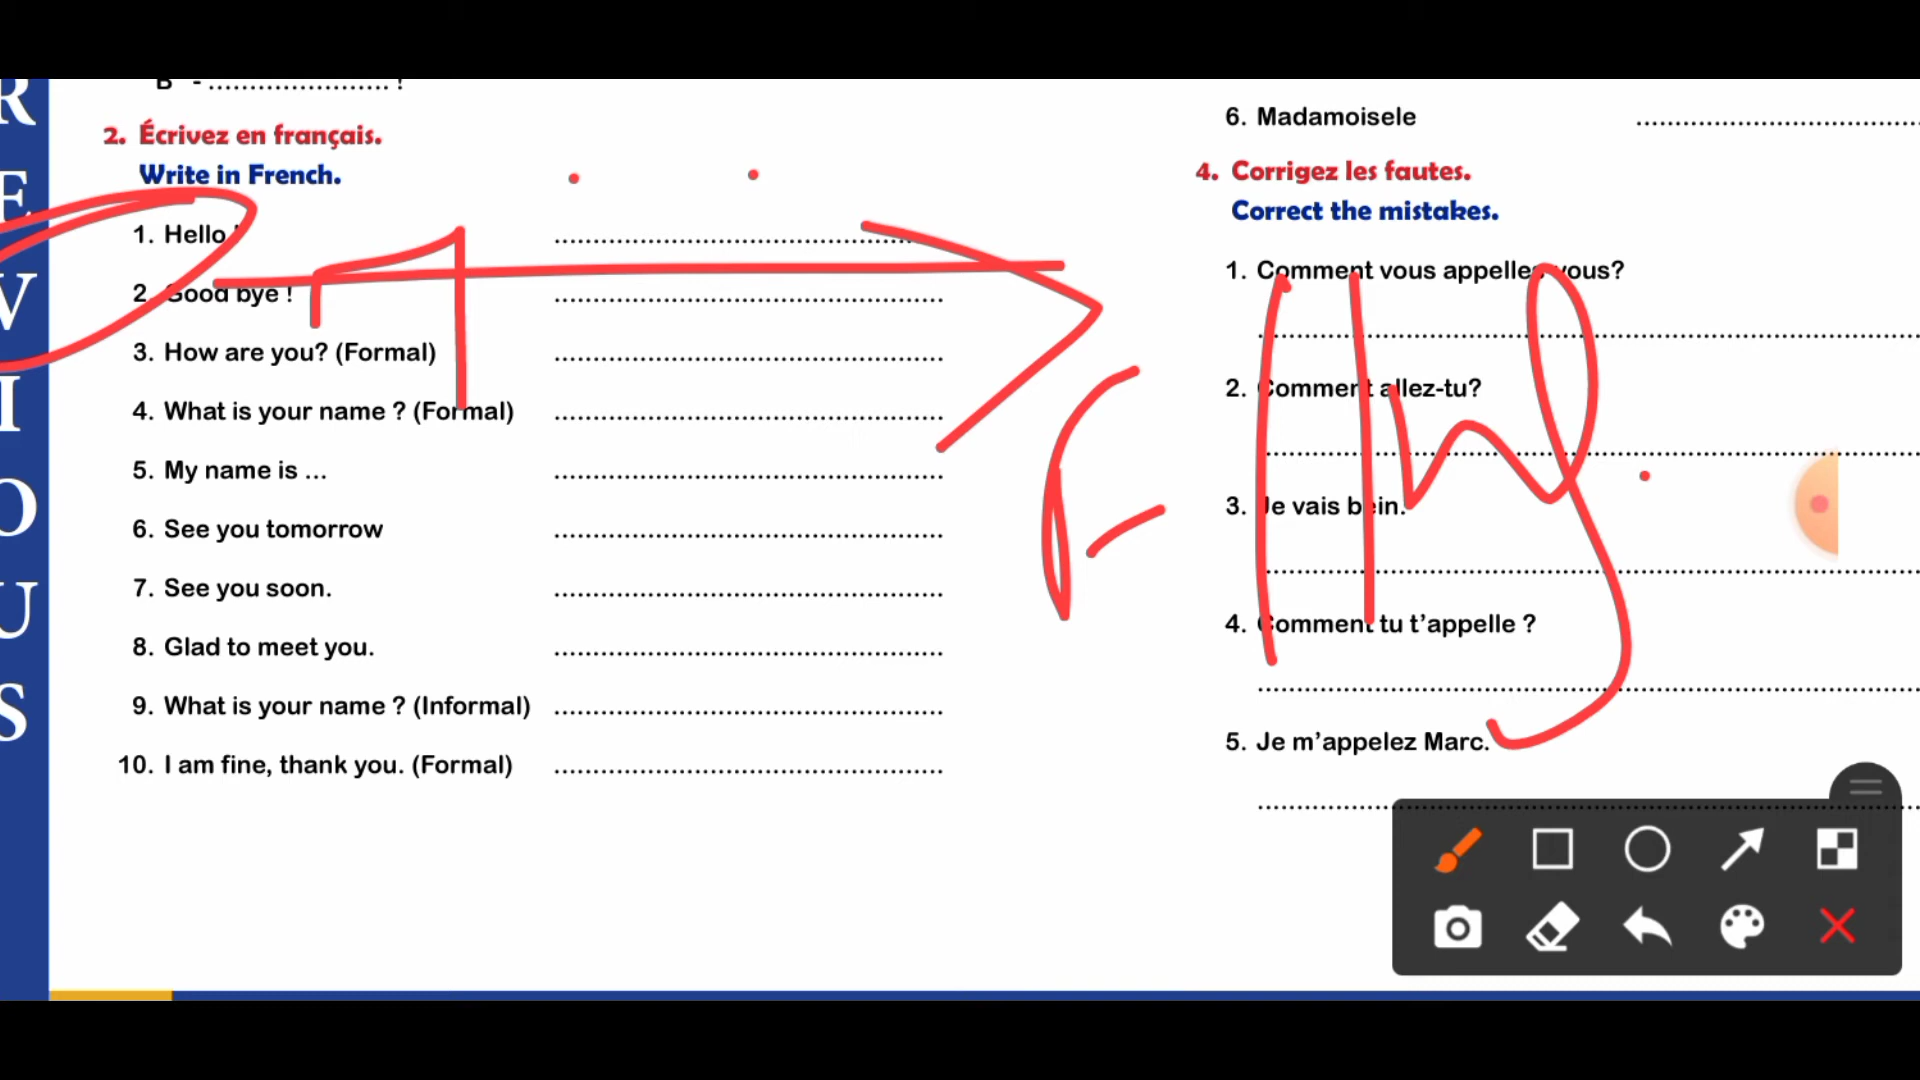 R
E
V
I
O
U
S
B - ...................... !
2. Écrivez en français.
Write in French.
1. Hello
2. Good bye !
3. How are you? (Formal)
4. What is your name ? (Formal)
5. My name is ...
6. See you tomorrow
7. See you soon.
8. Glad to meet you.
9. What is your name ? (Informal)
10. I am fine, thank you. (Formal)
6. Madamoisele
4. Corrigez les fautes.
Correct the mistakes.
1. Comment vous appellez-vous?
2. Comment allez-tu?
3. Je vais bein.
4. Comment tu t'appelle ?
5. Je m'appelez Marc.